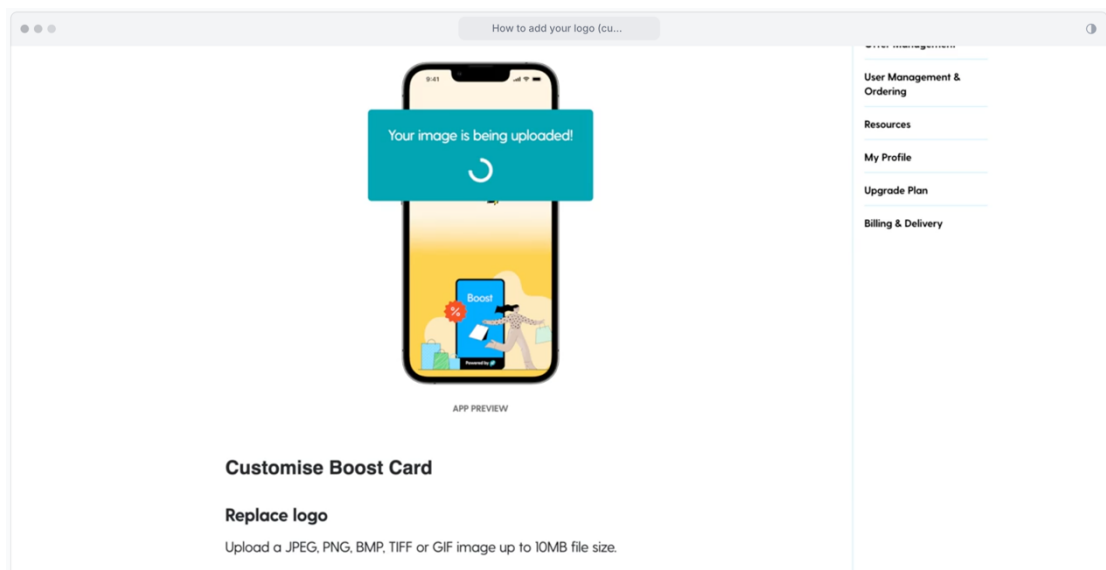 How to add your logo (cu...
9:41
Your image is being uploaded!
Boost
%
Powered by
APP PREVIEW
Customise Boost Card
Replace logo
Upload a JPEG, PNG, BMP, TIFF or GIF image up to 10MB file size.
Offer Management
User Management &
Ordering
Resources
My Profile
Upgrade Plan
Billing & Delivery